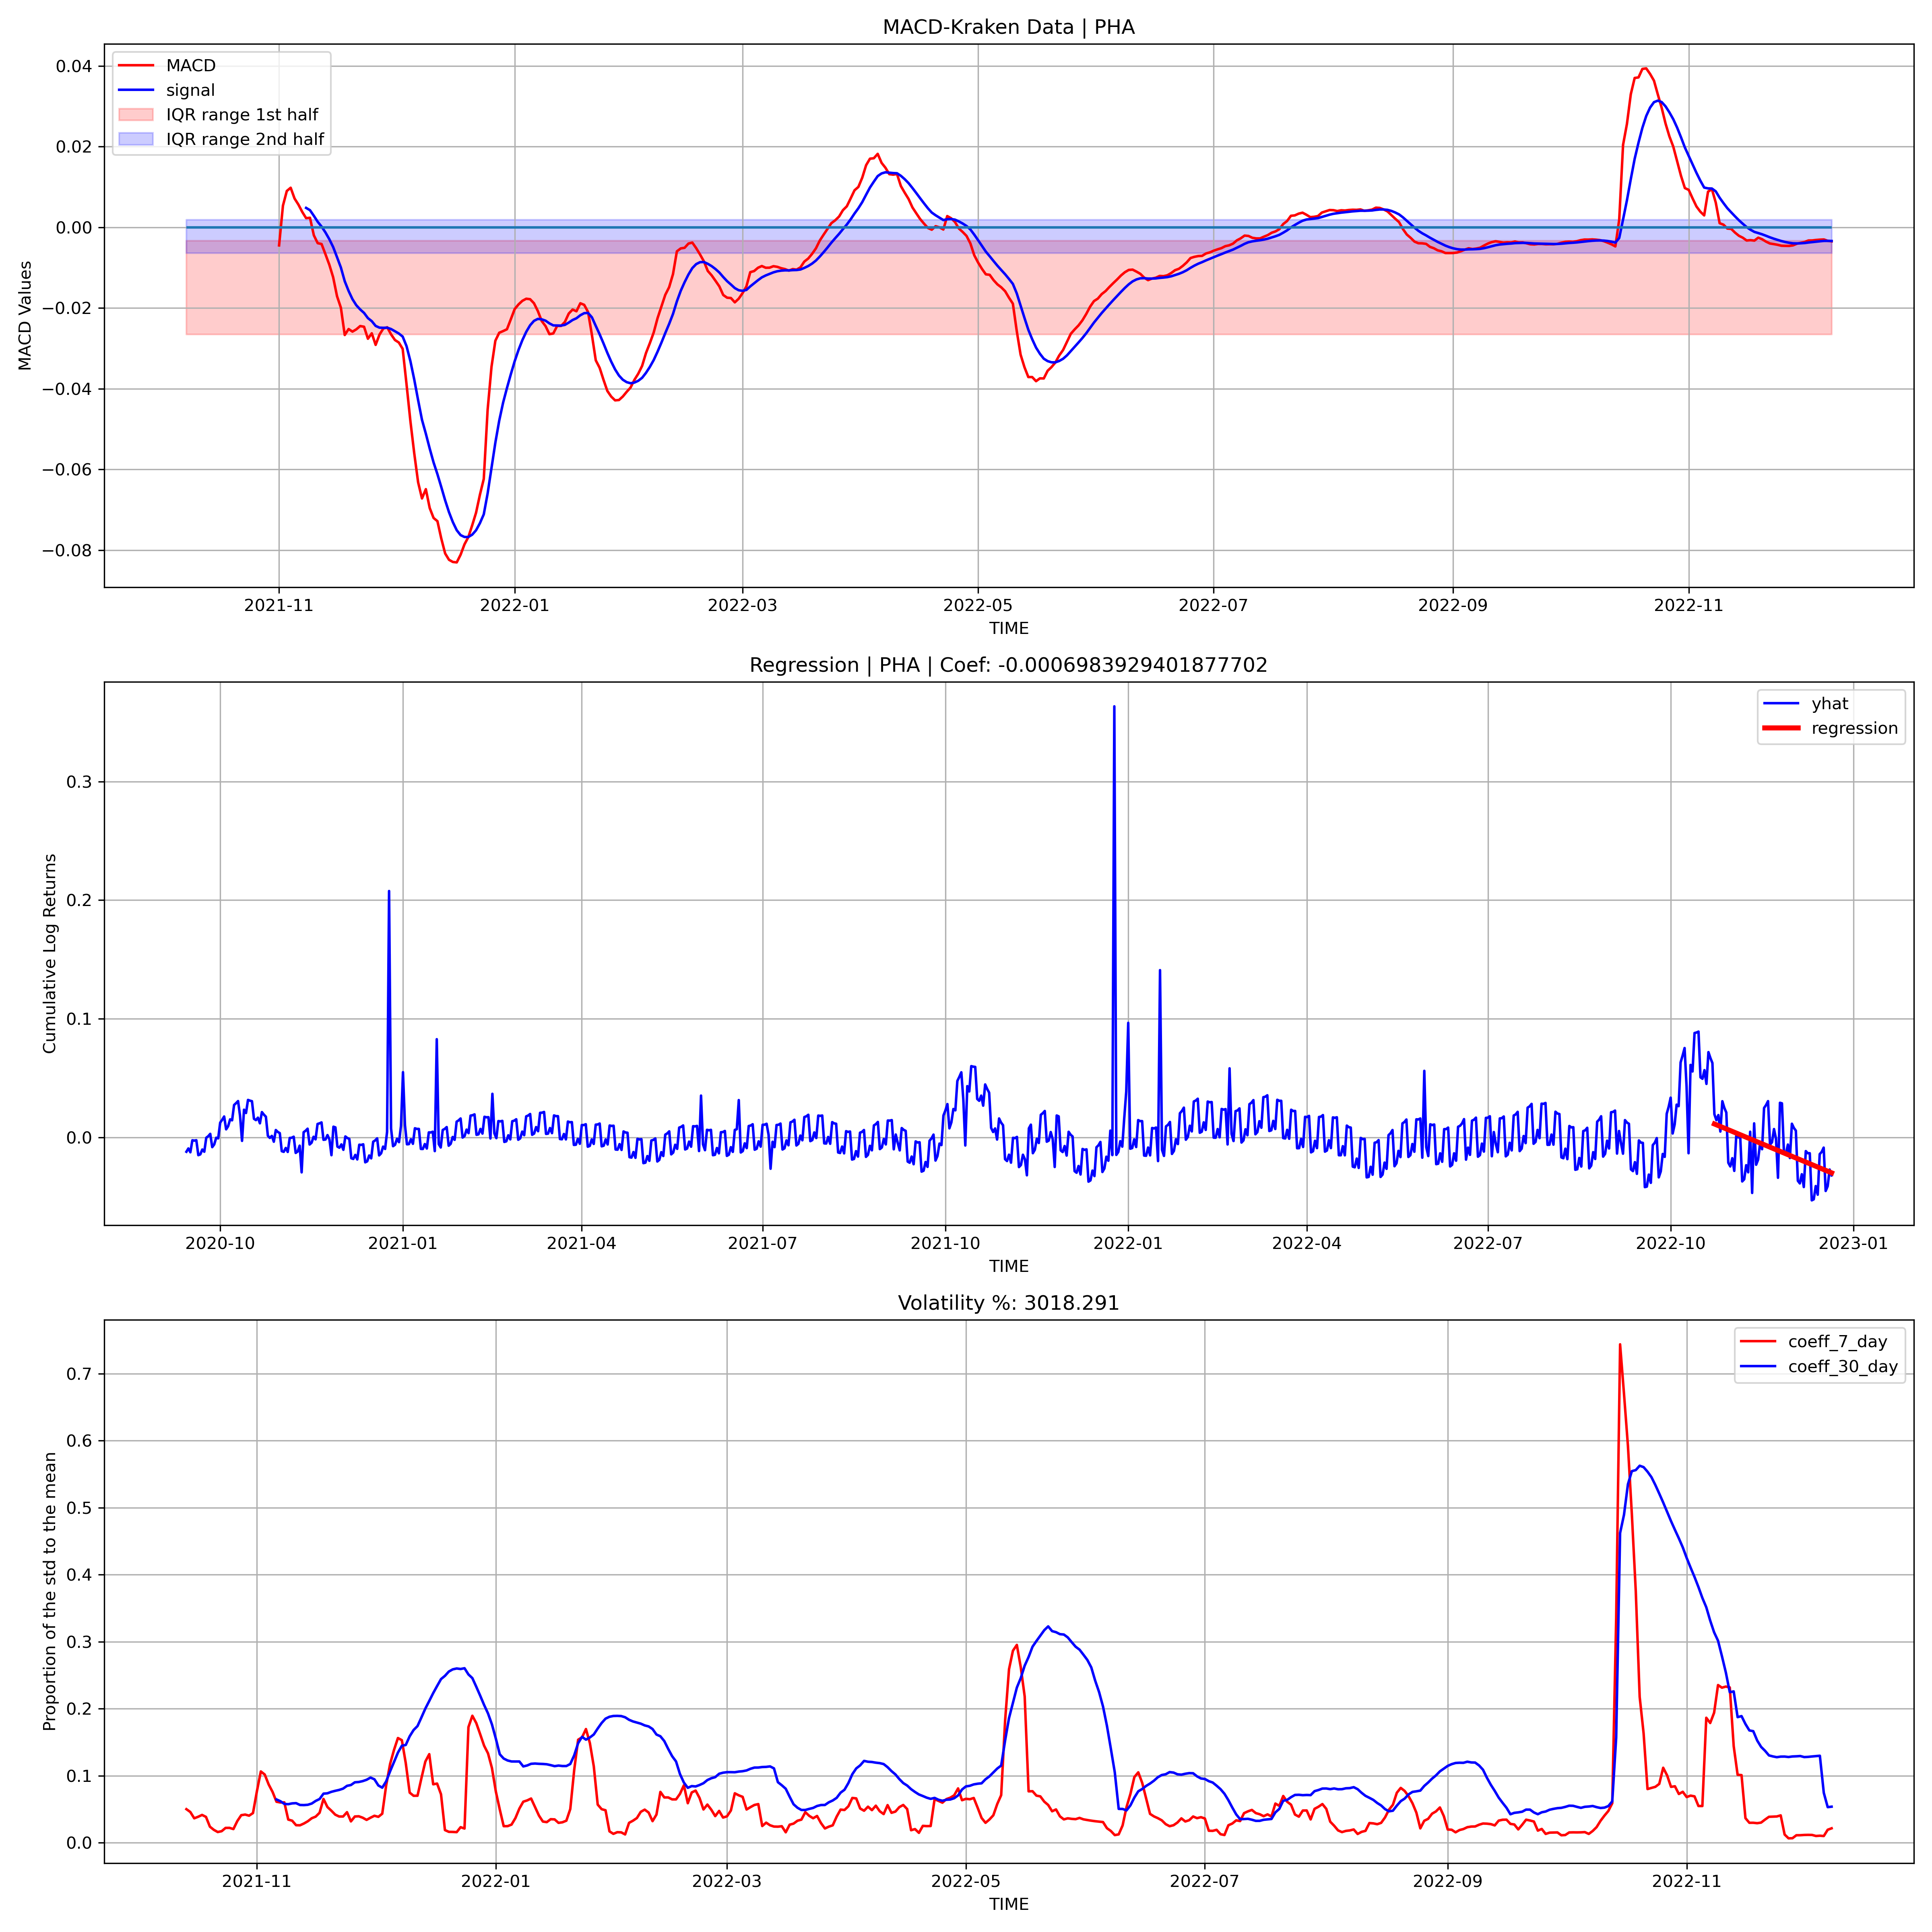 MACD-Kraken Data | PHA
MACD
signal
IQR range 1st half
IQR range 2nd half
MACD Values
0.04
0.02
0.00
−0.02
−0.04
−0.06
−0.08
2021-11 2022-01 2022-03 2022-05 2022-07 2022-09 2022-11
TIME
Regression | PHA | Coef: -0.0006983929401877702
yhat
regression
Cumulative Log Returns
0.3
0.2
0.1
0.0
2020-10 2021-01 2021-04 2021-07 2021-10 2022-01 2022-04 2022-07 2022-10 2023-01
TIME
Volatility %: 3018.291
coeff_7_day
coeff_30_day
Proportion of the std to the mean
0.7
0.6
0.5
0.4
0.3
0.2
0.1
0.0
2021-11 2022-01 2022-03 2022-05 2022-07 2022-09 2022-11
TIME